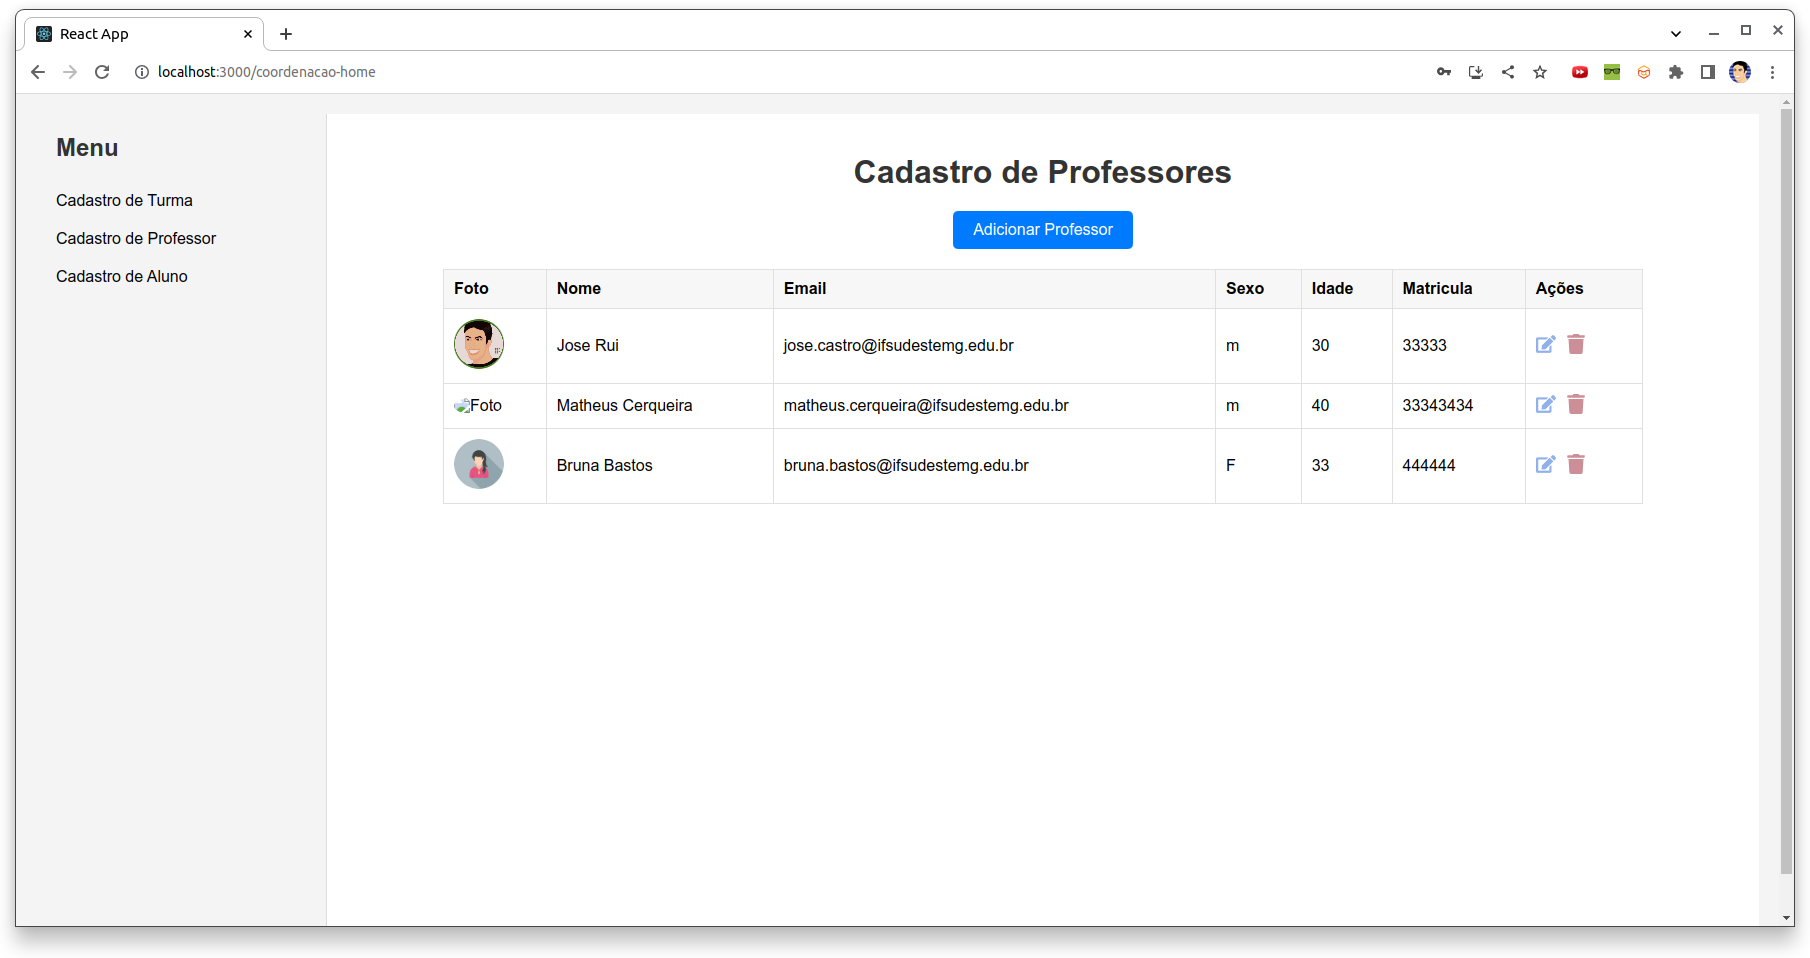 React App
localhost:3000/coordenacao-home
Menu
Cadastro de Turma
Cadastro de Professor
Cadastro de Aluno
Cadastro de Professores
Adicionar Professor
Foto Nome Email Sexo Idade Matricula Ações
Jose Rui jose.castro@ifsudestemg.edu.br m 30 33333
Foto Matheus Cerqueira matheus.cerqueira@ifsudestemg.edu.br m 40 33343434
Bruna Bastos bruna.bastos@ifsudestemg.edu.br F 33 444444